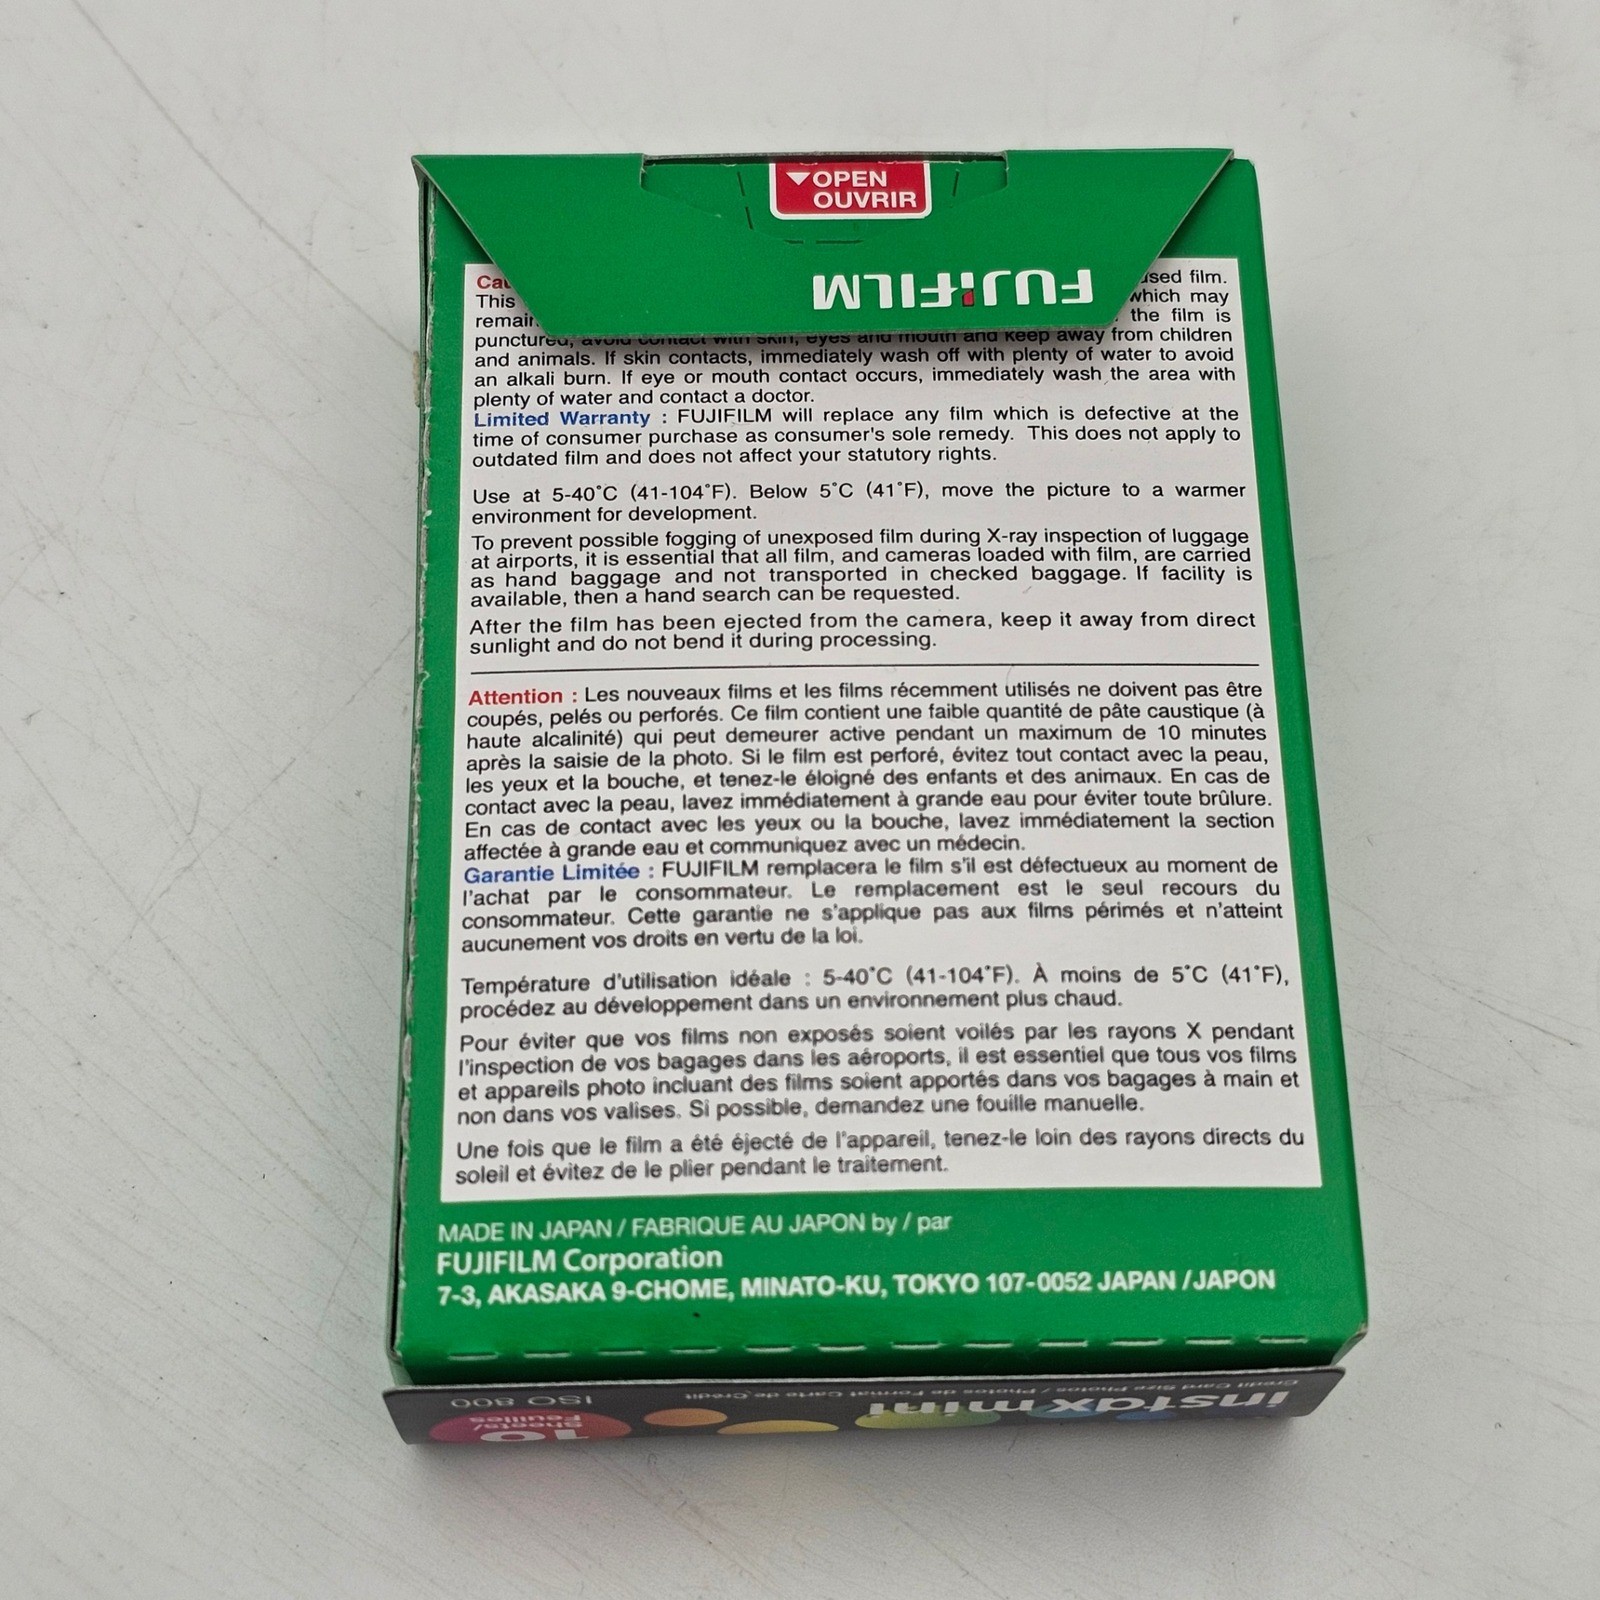 OPEN
OUVRIR
FUJIFILM
used film.
This which may
remain the film is
punctured, avoid contact with skin, eyes and mouth and keep away from children
and animals. If skin contacts, immediately wash off with plenty of water to avoid
an alkali burn. If eye or mouth contact occurs, immediately wash the area with
plenty of water and contact a doctor.
Limited Warranty : FUJIFILM will replace any film which is defective at the
time of consumer purchase as consumer's sole remedy. This does not apply to
outdated film and does not affect your statutory rights.
Use at 5-40˚C (41-104˚F). Below 5˚C (41˚F), move the picture to a warmer
environment for development.
To prevent possible fogging of unexposed film during X-ray inspection of luggage
at airports, it is essential that all film, and cameras loaded with film, are carried
as hand baggage and not transported in checked baggage. If facility is
available, then a hand search can be requested.
After the film has been ejected from the camera, keep it away from direct
sunlight and do not bend it during processing.
Attention : Les nouveaux films et les films récemment utilisés ne doivent pas être
coupés, pelés ou perforés. Ce film contient une faible quantité de pâte caustique (à
haute alcalinité) qui peut demeurer active pendant un maximum de 10 minutes
après la saisie de la photo. Si le film est perforé, évitez tout contact avec la peau,
les yeux et la bouche, et tenez-le éloigné des enfants et des animaux. En cas de
contact avec la peau, lavez immédiatement à grande eau pour éviter toute brûlure.
En cas de contact avec les yeux ou la bouche, lavez immédiatement la section
affectée à grande eau et communiquez avec un médecin.
Garantie Limitée : FUJIFILM remplacera le film s'il est défectueux au moment de
l'achat par le consommateur. Le remplacement est le seul recours du
consommateur. Cette garantie ne s'applique pas aux films périmés et n'atteint
aucunement vos droits en vertu de la loi.
Température d'utilisation idéale : 5-40˚C (41-104˚F). À moins de 5˚C (41˚F),
procédez au développement dans un environnement plus chaud.
Pour éviter que vos films non exposés soient voilés par les rayons X pendant
l'inspection de vos bagages dans les aéroports, il est essentiel que tous vos films
et appareils photo incluant des films soient apportés dans vos bagages à main et
non dans vos valises. Si possible, demandez une fouille manuelle.
Une fois que le film a été éjecté de l'appareil, tenez-le loin des rayons directs du
soleil et évitez de le plier pendant le traitement.
MADE IN JAPAN / FABRIQUE AU JAPON by / par
FUJIFILM Corporation
7-3, AKASAKA 9-CHOME, MINATO-KU, TOKYO 107-0052 JAPAN / JAPON
Credit Card Size Photos / Photos de Format Carte de Crédit
ISO 800
instax mini
10
Sheets/
Feuilles